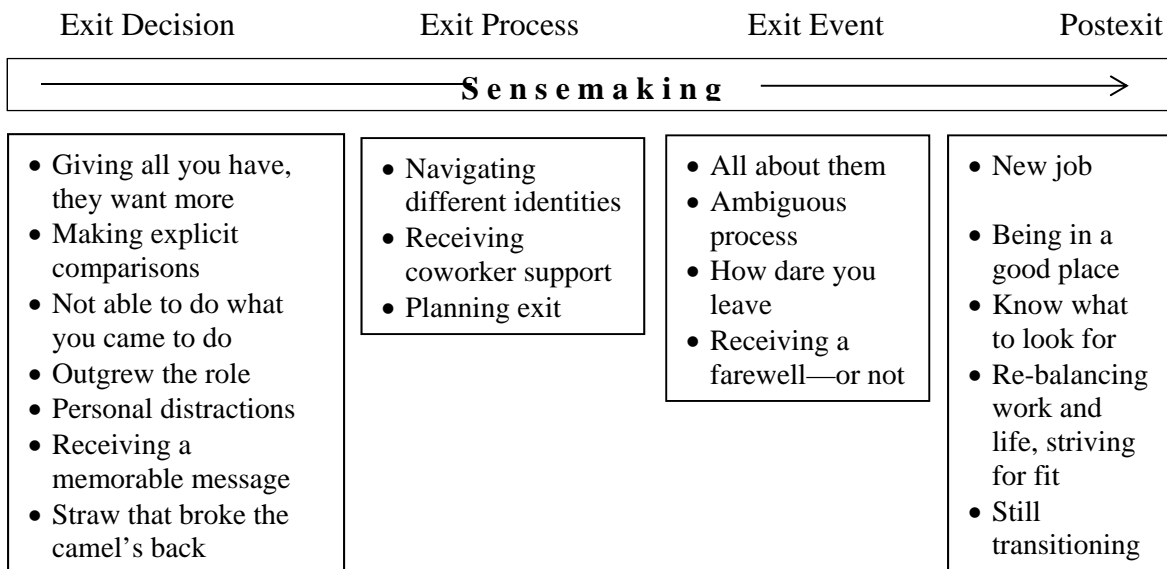 Exit Decision Exit Process Exit Event Postexit
Sensemaking
• Giving all you have,
they want more
• Making explicit
comparisons
• Not able to do what
you came to do
• Outgrew the role
• Personal distractions
• Receiving a
memorable message
• Straw that broke the
camel’s back
• Navigating
different identities
• Receiving
coworker support
• Planning exit
• All about them
• Ambiguous
process
• How dare you
leave
• Receiving a
farewell—or not
• New job
• Being in a
good place
• Know what
to look for
• Re-balancing
work and
life, striving
for fit
• Still
transitioning